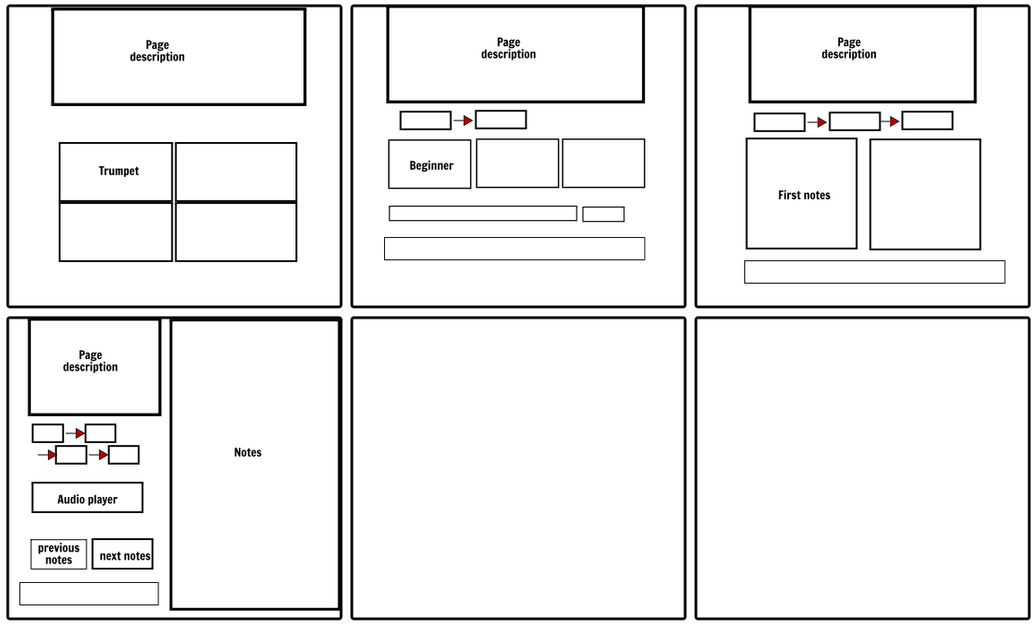 Page
description
Trumpet
Page
description
Beginner
Page
description
First notes
Page
description
Audio player
previous
notes
next notes
Notes